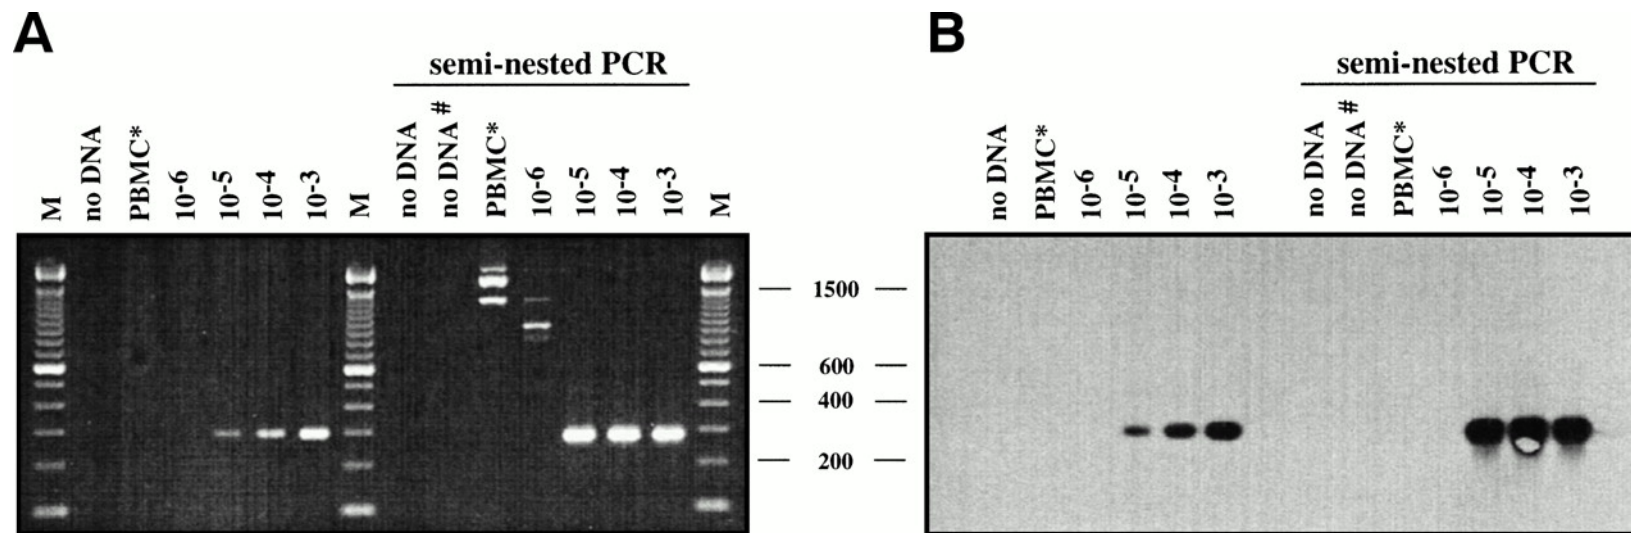 A
B
semi-nested PCR
semi-nested PCR
M
no DNA
PBMC*
10-6
10-5
10-4
10-3
M
no DNA
no DNA #
PBMC*
10-6
10-5
10-4
10-3
M
no DNA
PBMC*
10-6
10-5
10-4
10-3
no DNA
no DNA #
PBMC*
10-6
10-5
10-4
10-3
1500
600
400
200